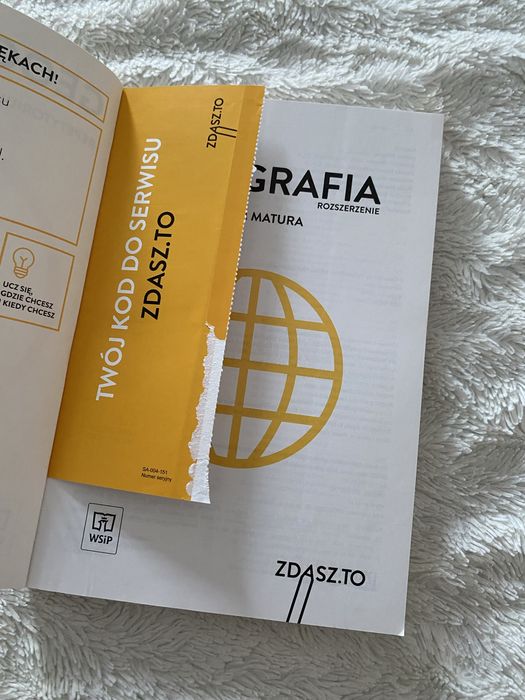 ĘKACH!
su
UCZ SIĘ,
GDZIE CHCESZ
I KIEDY CHCESZ
TWÓJ KOD DO SERWISU
ZDASZ.TO
ZDASZ.TO
SA-004-151
Numer seryjny
GRAFIA
ROZSZERZENIE
MATURA
WSiP
ZDASZ.TO